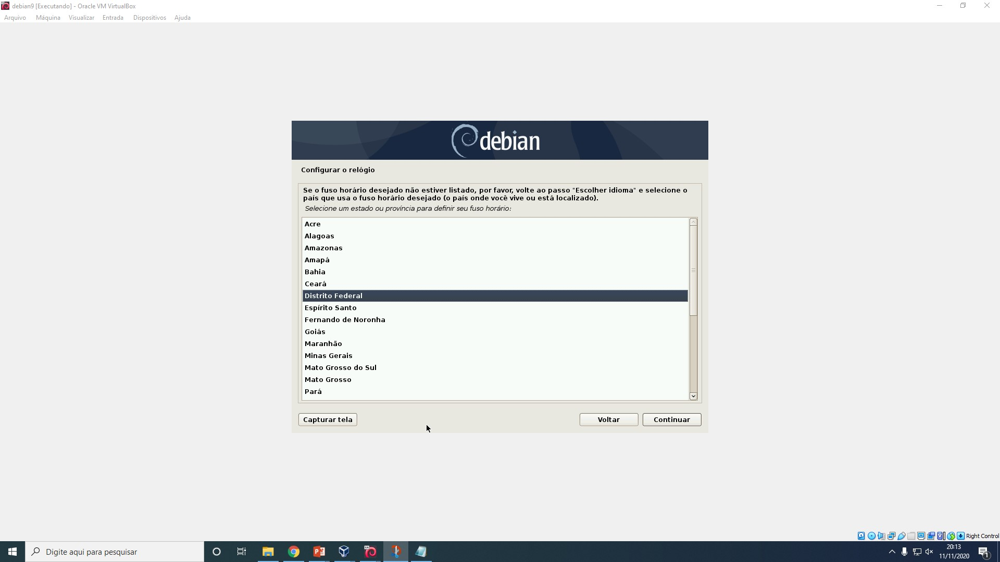 debian9 [Executando] - Oracle VM VirtualBox
Arquivo Máquina Visualizar Entrada Dispositivos Ajuda
debian
Configurar o relógio
Se o fuso horário desejado não estiver listado, por favor, volte ao passo "Escolher idioma" e selecione o
país que usa o fuso horário desejado (o país onde você vive ou está localizado).
Selecione um estado ou província para definir seu fuso horário:
Acre
Alagoas
Amazonas
Amapá
Bahia
Ceará
Distrito Federal
Espírito Santo
Fernando de Noronha
Goiás
Maranhão
Minas Gerais
Mato Grosso do Sul
Mato Grosso
Pará
Capturar tela Voltar Continuar
Right Control
Digite aqui para pesquisar
20:13
11/11/2020
1